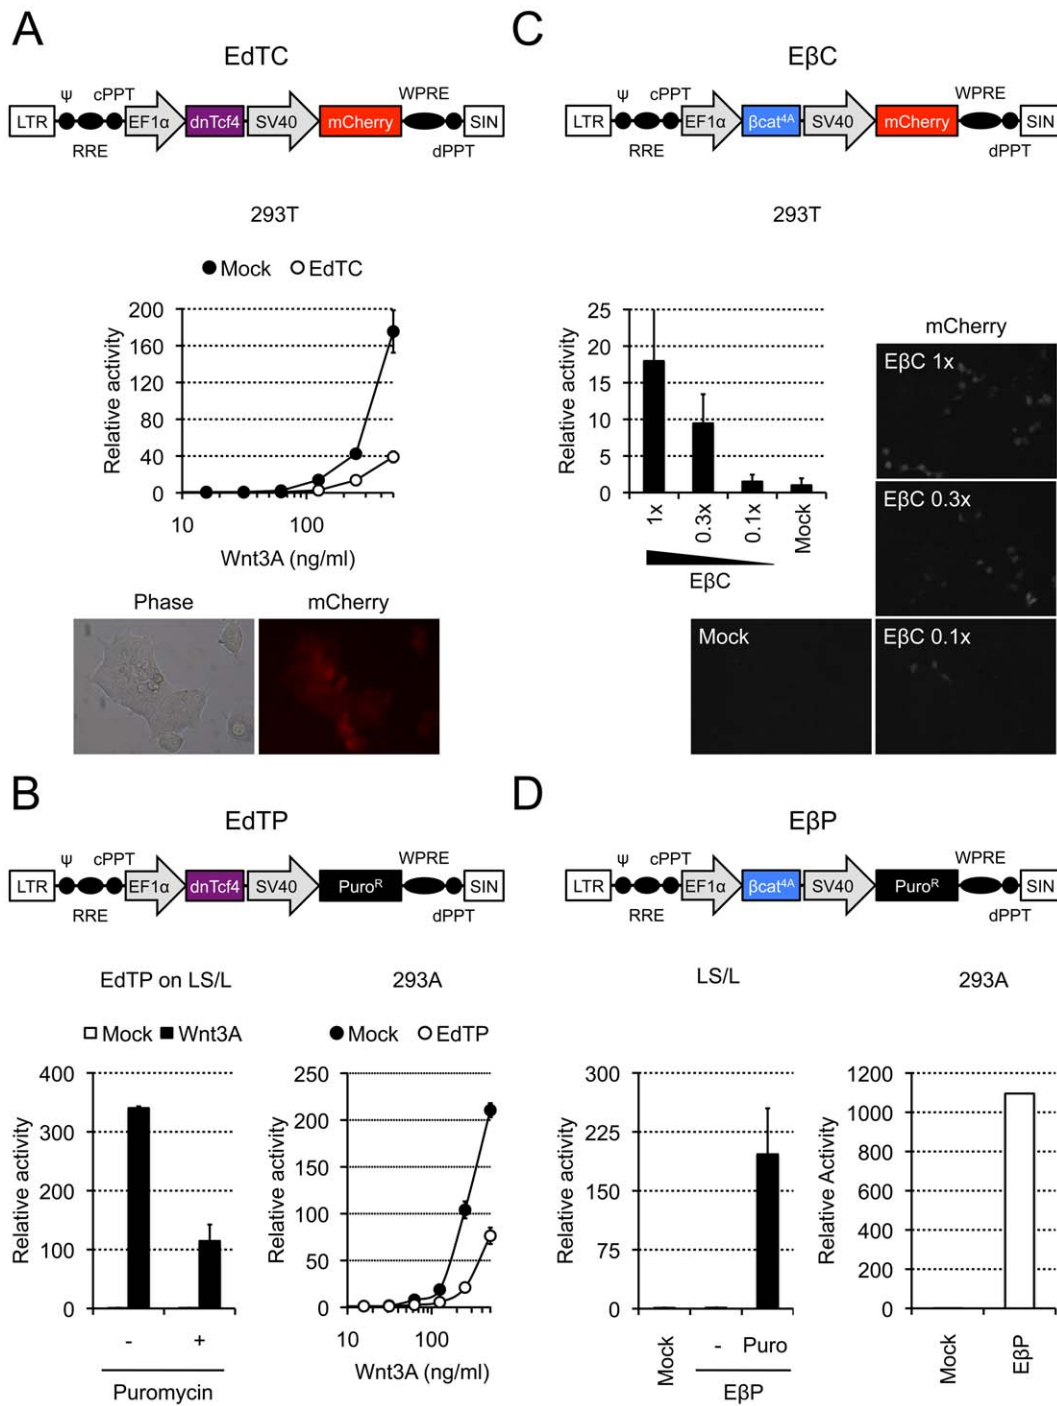 A
EdTC
ψ cPPT WPRE
LTR EF1α dnTcf4 SV40 mCherry SIN
RRE dPPT
293T
Mock EdTC
Relative activity
200
160
120
80
40
0
10 100
Wnt3A (ng/ml)
Phase mCherry
C
EβC
ψ cPPT WPRE
LTR EF1α βcat4A SV40 mCherry SIN
RRE dPPT
293T
Relative activity
25
20
15
10
5
0
1x 0.3x 0.1x Mock
EβC
mCherry
EβC 1x
EβC 0.3x
Mock
EβC 0.1x
B
EdTP
ψ cPPT WPRE
LTR EF1α dnTcf4 SV40 PuroR SIN
RRE dPPT
EdTP on LS/L
Mock Wnt3A
Relative activity
400
300
200
100
0
- +
Puromycin
293A
Mock EdTP
Relative activity
250
200
150
100
50
0
10 100
Wnt3A (ng/ml)
D
EβP
ψ cPPT WPRE
LTR EF1α βcat4A SV40 PuroR SIN
RRE dPPT
LS/L
Relative activity
300
225
150
75
0
Mock - Puro
EβP
293A
Relative Activity
1200
1000
800
600
400
200
0
Mock EβP